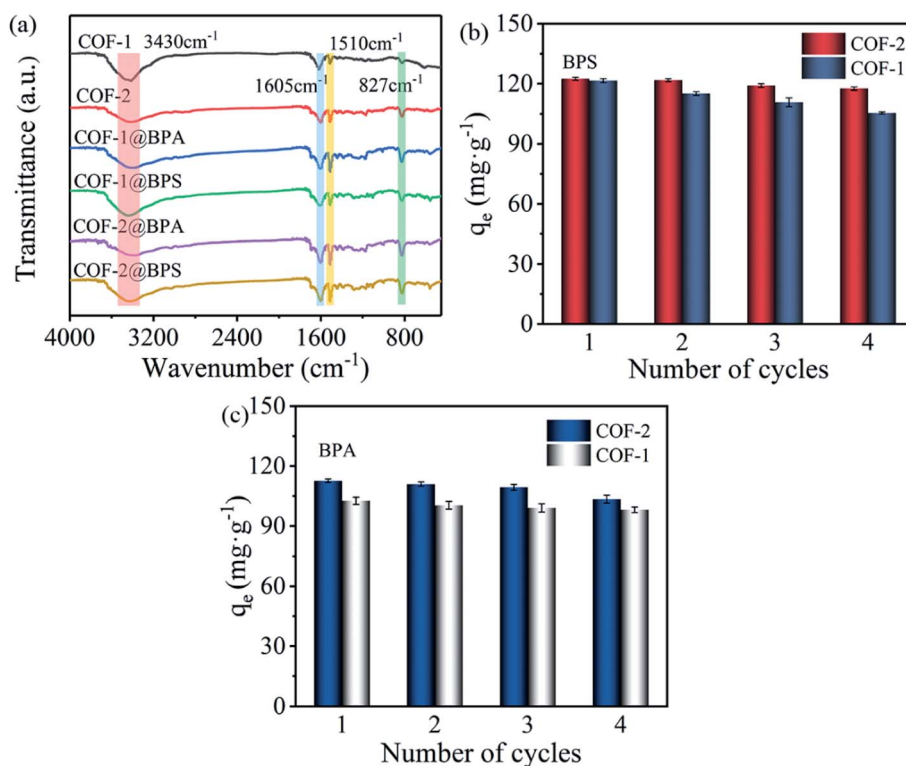 (a)
COF-1 3430cm⁻¹ 1510cm⁻¹
1605cm⁻¹ 827cm⁻¹
COF-2
COF-1@BPA
COF-1@BPS
COF-2@BPA
COF-2@BPS
Transmittance (a.u.)
4000 3200 2400 1600 800
Wavenumber (cm⁻¹)
(b)
BPS
COF-2
COF-1
150
120
90
60
30
0
qₑ (mg·g⁻¹)
1 2 3 4
Number of cycles
(c)
BPA
COF-2
COF-1
150
120
90
60
30
0
qₑ (mg·g⁻¹)
1 2 3 4
Number of cycles